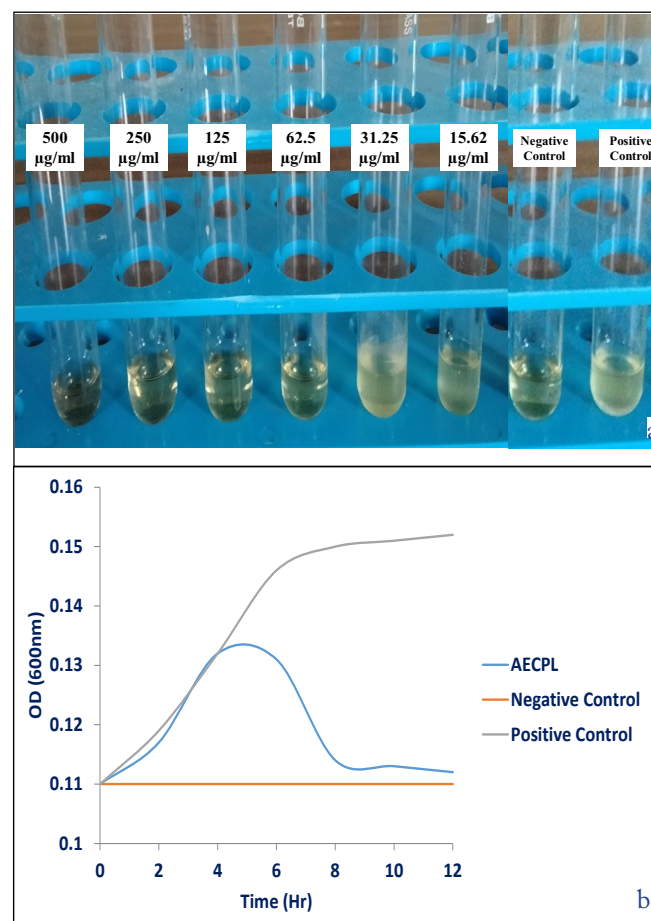 500
µg/ml
250
µg/ml
125
µg/ml
62.5
µg/ml
31.25
µg/ml
15.62
µg/ml
Negative
Control
Positive
Control
a
0.16
0.15
0.14
0.13
0.12
0.11
0.1
OD (600nm)
0 2 4 6 8 10 12
Time (Hr)
AECPL
Negative Control
Positive Control
b